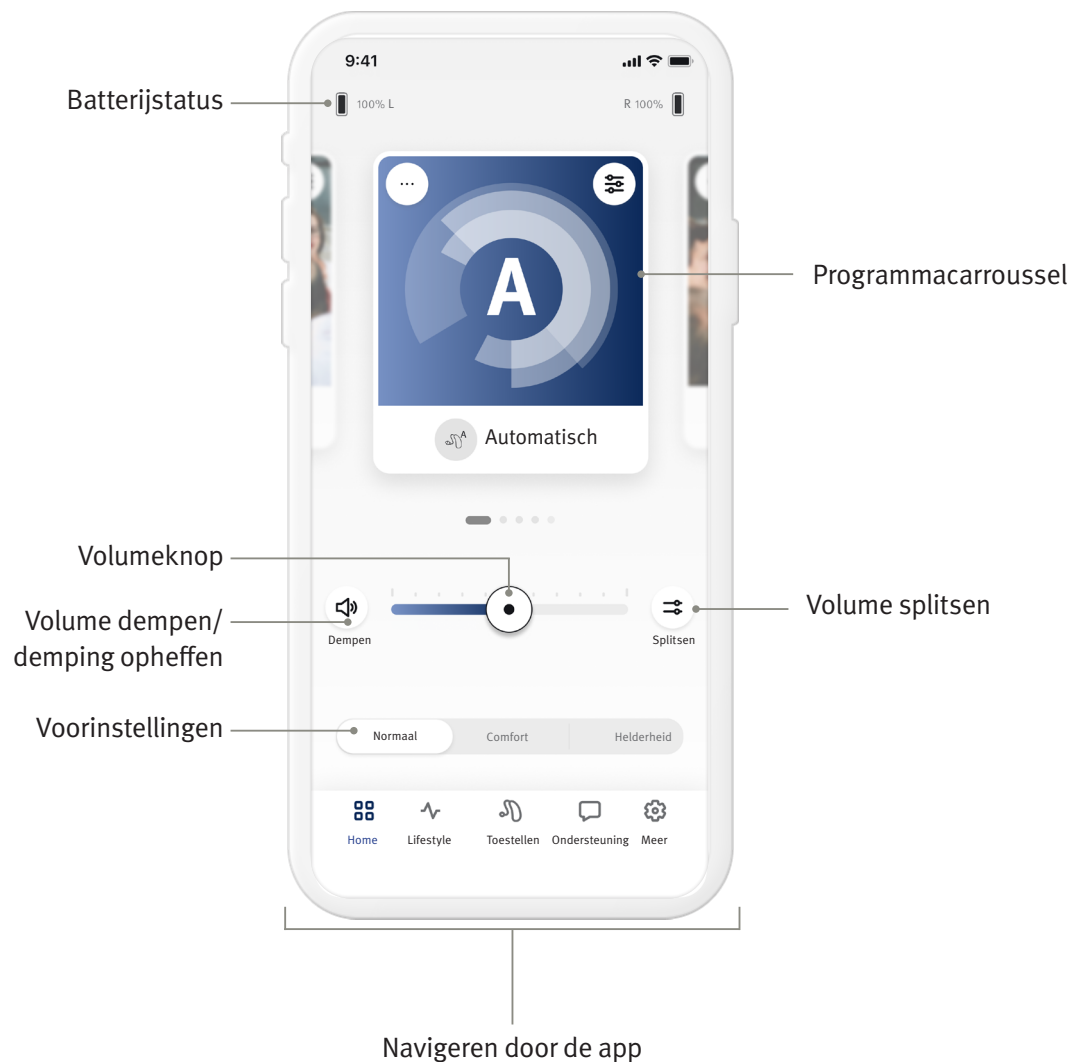 9:41
Batterijstatus
100% L
R 100%
A
Programmacarroussel
A
Automatisch
Volumeknop
Volume dempen/
demping opheffen
Dempen
Splitsen
Volume splitsen
Voorinstellingen
Normaal
Comfort
Helderheid
Home
Lifestyle
Toestellen
Ondersteuning
Meer
Navigeren door de app